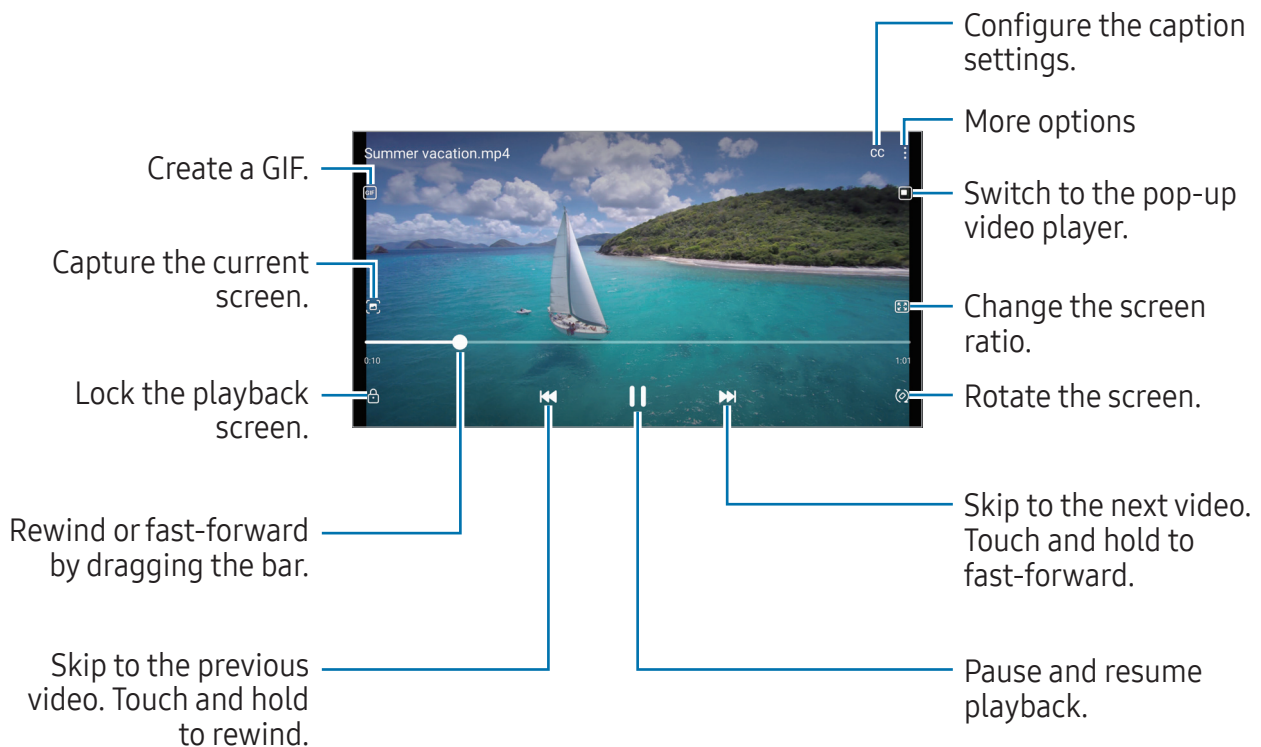 Configure the caption
settings.
More options
Switch to the pop-up
video player.
Change the screen
ratio.
Rotate the screen.
Skip to the next video.
Touch and hold to
fast-forward.
Pause and resume
playback.
Create a GIF.
Capture the current
screen.
Lock the playback
screen.
Rewind or fast-forward
by dragging the bar.
Skip to the previous
video. Touch and hold
to rewind.
Summer vacation.mp4
CC
GIF
0:10
1:01